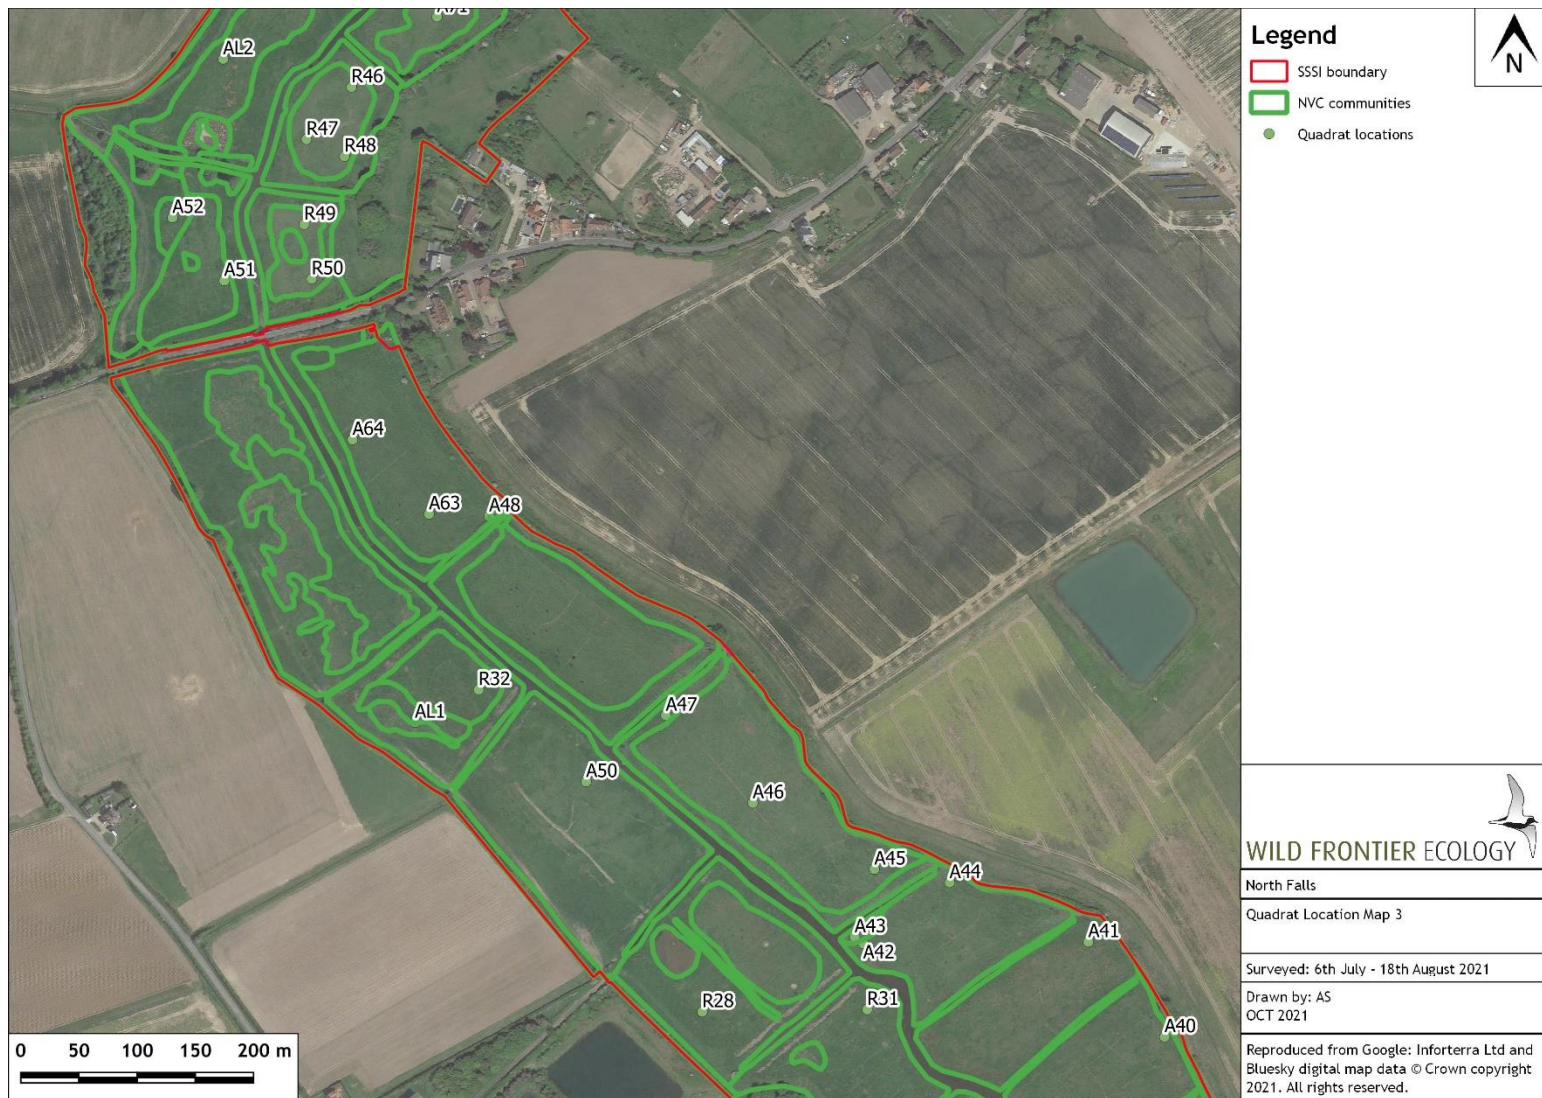 A71
AL2
R46
R47
R48
A52
R49
A51
R50
A64
A63
A48
R32
AL1
A47
A50
A46
A45
A44
A43
A42
A41
R28
R31
A40
0 50 100 150 200 m
Legend
SSSI boundary
NVC communities
Quadrat locations
N
WILD FRONTIER ECOLOGY
North Falls
Quadrat Location Map 3
Surveyed: 6th July - 18th August 2021
Drawn by: AS
OCT 2021
Reproduced from Google: Inforterra Ltd and
Bluesky digital map data © Crown copyright
2021. All rights reserved.